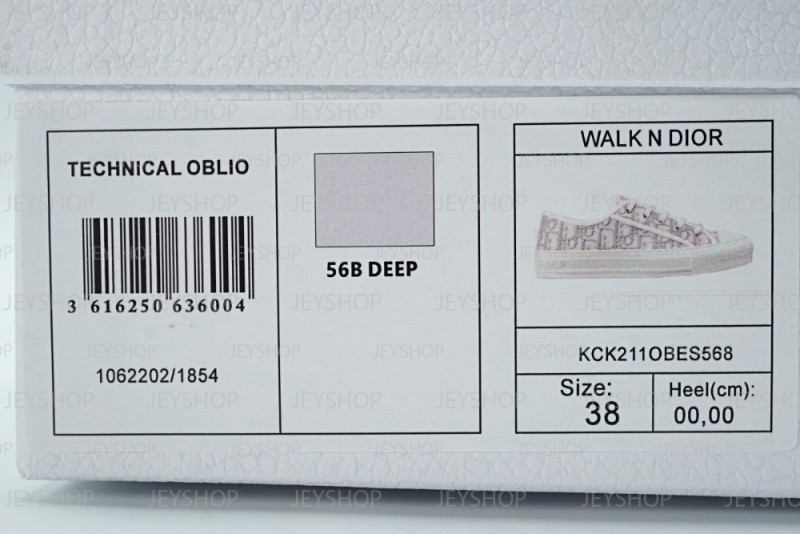 TECHNICAL OBLIO
3 616250 636004
1062202/1854
56B DEEP
WALK N DIOR
KCK211OBES568
Size:
38
Heel(cm):
00,00
JEYSHOP